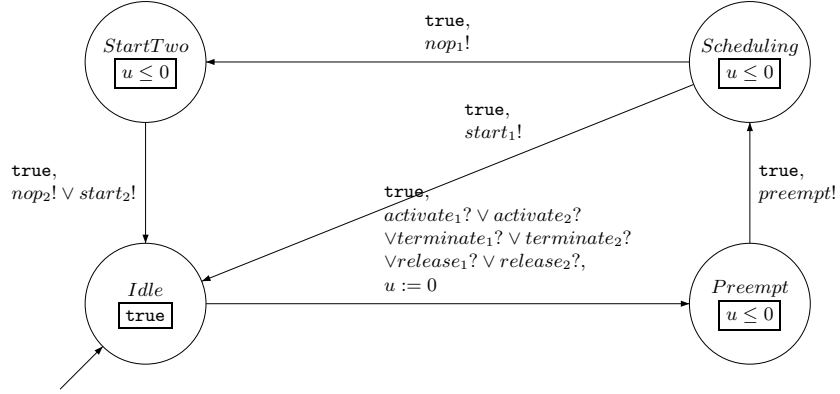 true,
nop₁!
StartTwo
u ≤ 0
Scheduling
u ≤ 0
true,
start₁!
true,
nop₂! ∨ start₂!
true,
preempt!
true,
activate₁? ∨ activate₂?
∨terminate₁? ∨ terminate₂?
∨release₁? ∨ release₂?,
u := 0
Idle
true
Preempt
u ≤ 0